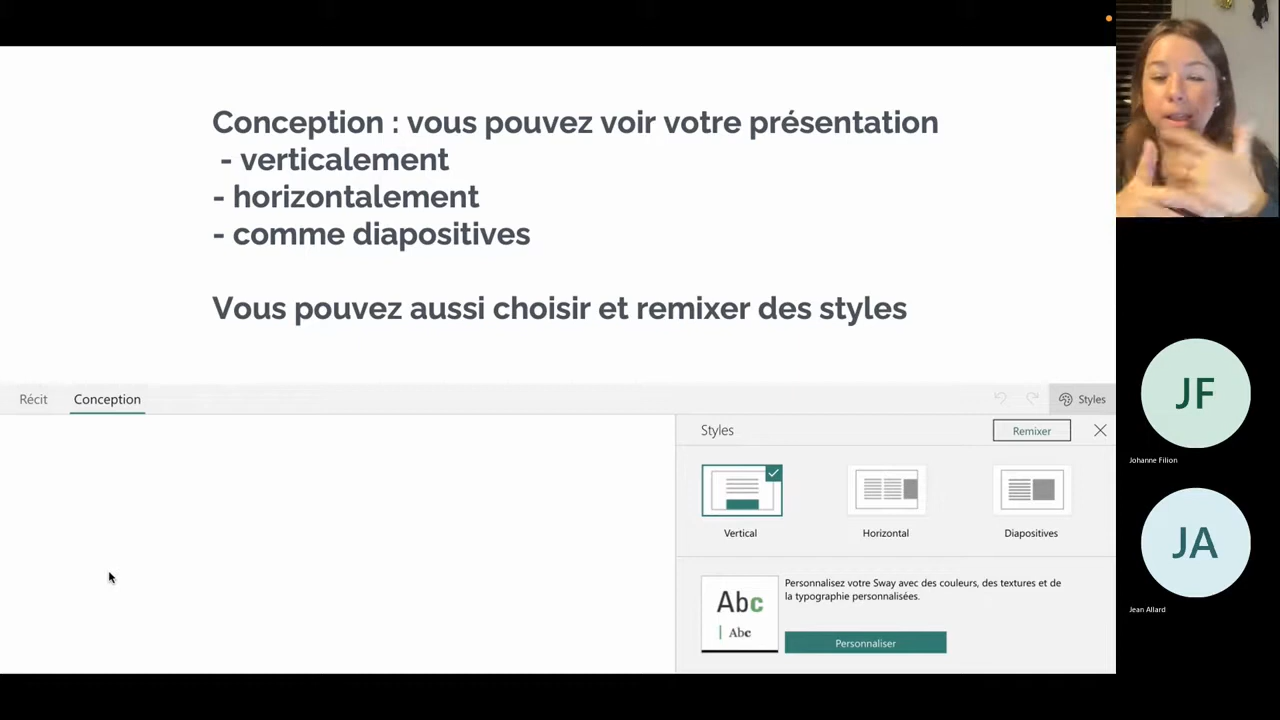 Conception : vous pouvez voir votre présentation
- verticalement
- horizontalement
- comme diapositives
Vous pouvez aussi choisir et remixer des styles
Récit
Conception
Styles
Styles
Remixer
Vertical
Horizontal
Diapositives
Abc
Abc
Personnalisez votre Sway avec des couleurs, des textures et de
la typographie personnalisées.
Personnaliser
JF
Johanne Filion
JA
Jean Allard